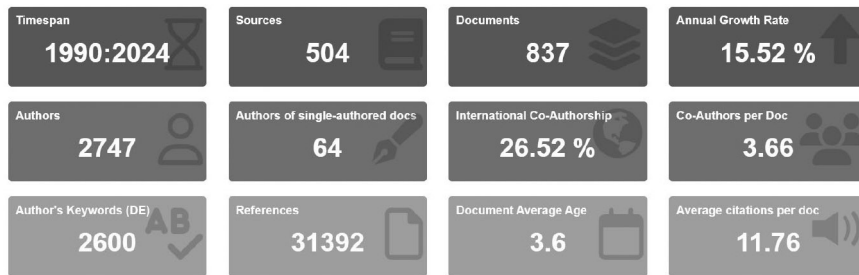 Timespan
1990:2024
Sources
504
Documents
837
Annual Growth Rate
15.52 %
Authors
2747
Authors of single-authored docs
64
International Co-Authorship
26.52 %
Co-Authors per Doc
3.66
Author's Keywords (DE)
AB
2600
References
31392
Document Average Age
3.6
Average citations per doc
11.76